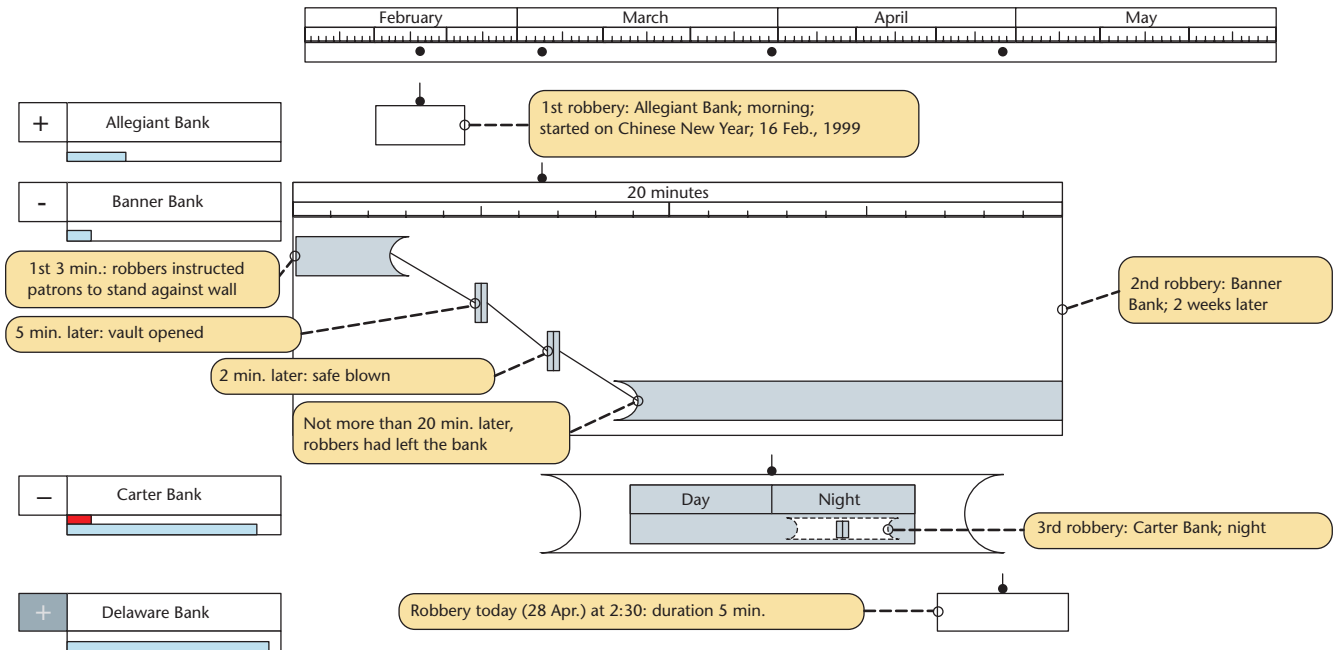 February March April May
+ Allegiant Bank
1st robbery: Allegiant Bank; morning;
started on Chinese New Year; 16 Feb., 1999
- Banner Bank
20 minutes
1st 3 min.: robbers instructed
patrons to stand against wall
2nd robbery: Banner
Bank; 2 weeks later
5 min. later: vault opened
2 min. later: safe blown
Not more than 20 min. later,
robbers had left the bank
– Carter Bank
Day Night
3rd robbery: Carter Bank; night
+ Delaware Bank
Robbery today (28 Apr.) at 2:30: duration 5 min.